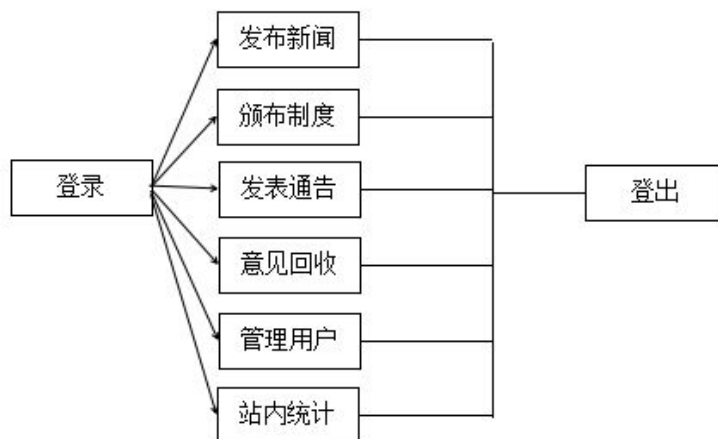 发布新闻
颁布制度
登录
发表通告
登出
意见回收
管理用户
站内统计